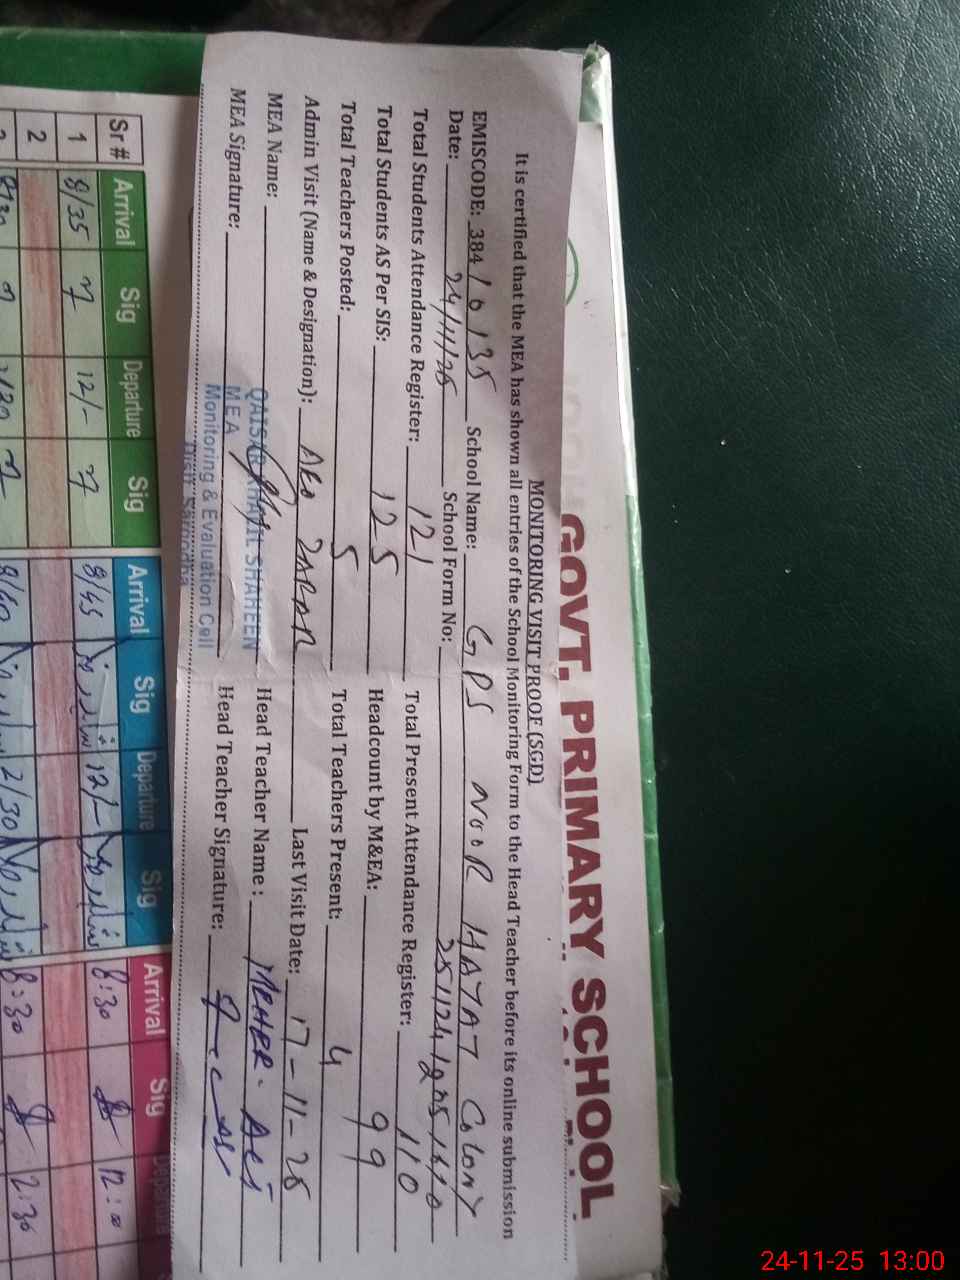 GOVT. PRIMARY SCHOOL
MONITORING VISIT PROOF (SGD)
It is certified that the MEA has shown all entries of the School Monitoring Form to the Head Teacher before its online submission
EMISCODE: 38410135 School Name: GPS NOOR HAYAT COLONY
Date: 24/11/25 School Form No:
Total Students Attendance Register: 121 Total Present Attendance Register: 110
Total Students AS Per SIS: 125 Headcount by M&EA: 99
Total Teachers Posted: 5 Total Teachers Present: 4
Admin Visit (Name & Designation): AEO Last Visit Date: 17-11-25
MEA Name: QAISAR SHAHEEN Head Teacher Name: MEHER
MEA Signature: MEA Head Teacher Signature:
Monitoring & Evaluation Cell
Distt. Sargodha
Sr # Arrival Sig Departure Sig Arrival Sig Departure Sig Arrival Sig Departure
1 8/35 12/- 8/45 12/- 8:30 12:00
2
2/30 8:30 2:30
24-11-25 13:00